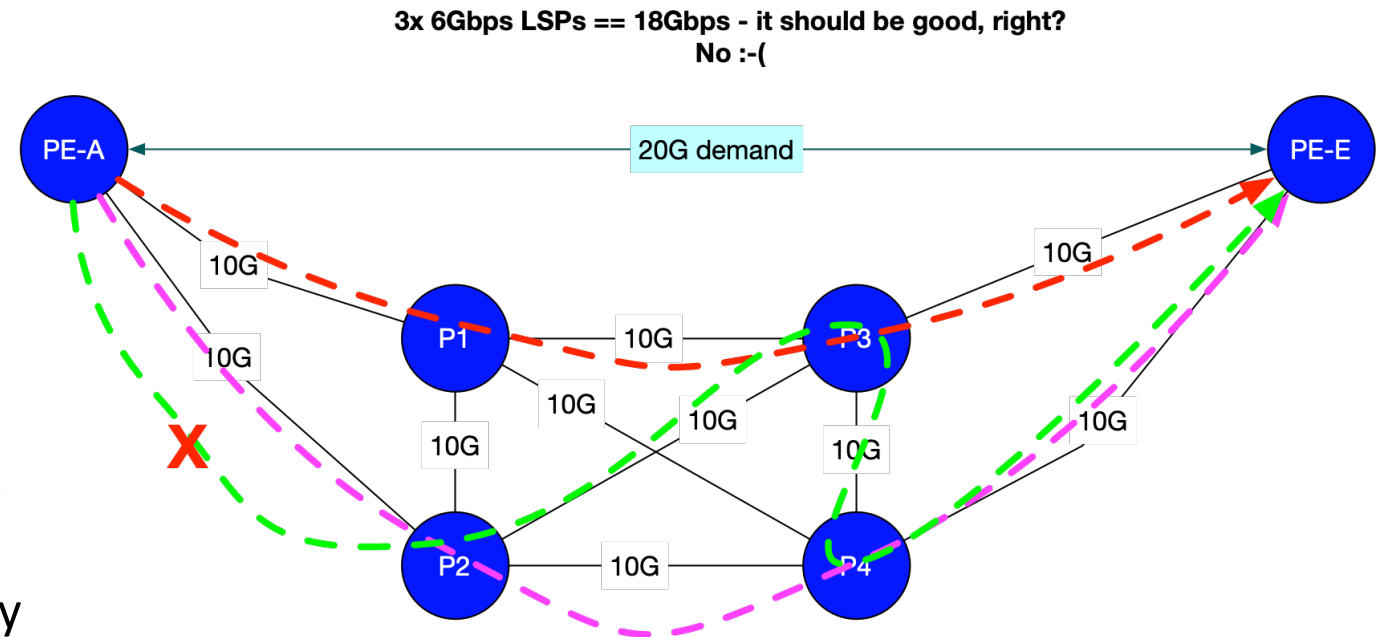 3x 6Gbps LSPs == 18Gbps - it should be good, right?
No :-(
PE-A
20G demand
PE-E
10G
10G
10G
P1
10G
P3
10G
10G
10G
10G
10G
X
P2
10G
P4
y